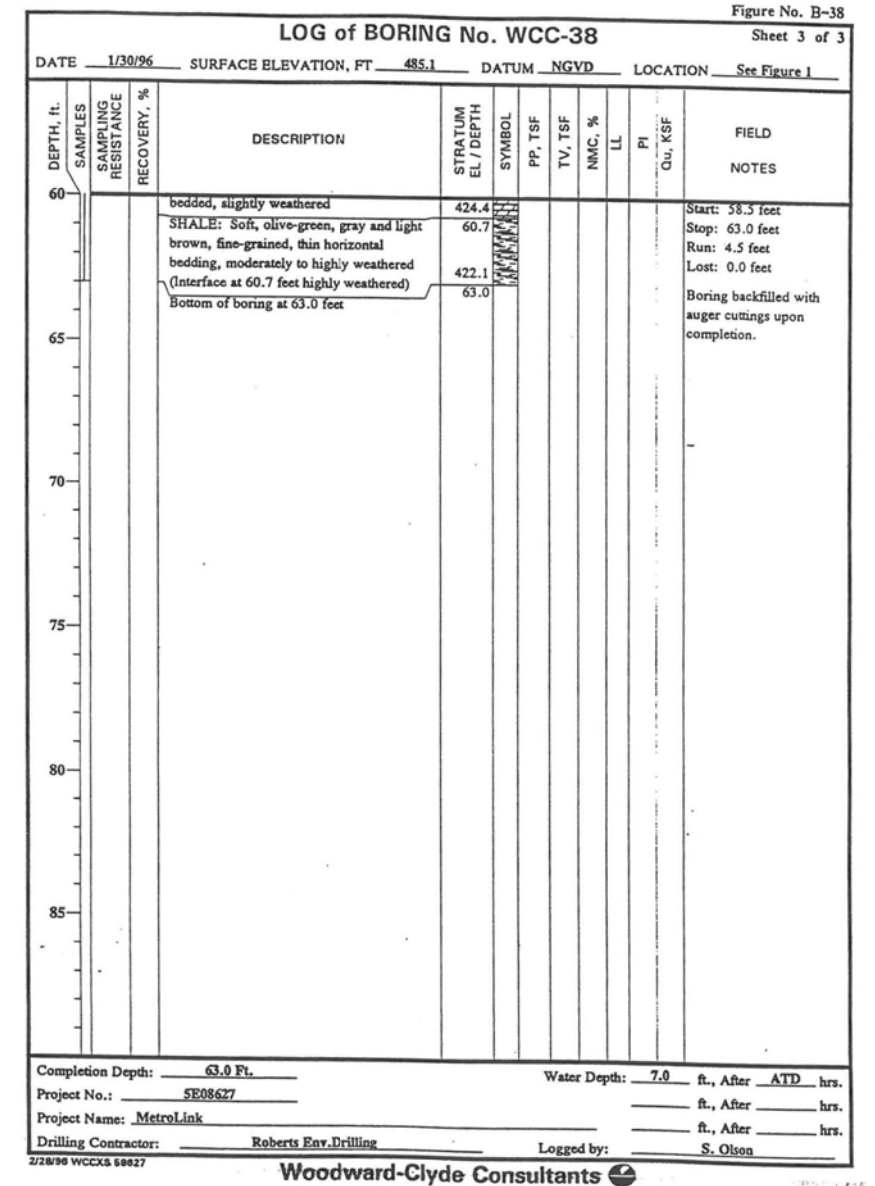 Figure No. B-38
LOG of BORING No. WCC-38
Sheet 3 of 3
DATE 1/30/96 SURFACE ELEVATION, FT 485.1 DATUM NGVD LOCATION See Figure 1
DEPTH, ft.
SAMPLES
SAMPLING RESISTANCE
RECOVERY, %
DESCRIPTION
STRATUM EL / DEPTH
SYMBOL
PP, TSF
TV, TSF
NMC, %
LL
PI
Qu, KSF
FIELD NOTES
60
bedded, slightly weathered
424.4
Start: 58.5 feet
SHALE: Soft, olive-green, gray and light
60.7
Stop: 63.0 feet
brown, fine-grained, thin horizontal
Run: 4.5 feet
bedding, moderately to highly weathered
422.1
Lost: 0.0 feet
(Interface at 60.7 feet highly weathered)
63.0
Bottom of boring at 63.0 feet
Boring backfilled with
auger cuttings upon
completion.
65
70
75
80
85
Completion Depth: 63.0 Ft.
Water Depth: 7.0 ft., After ATD hrs.
Project No.: 5E08627
ft., After hrs.
Project Name: MetroLink
ft., After hrs.
Drilling Contractor: Roberts Env.Drilling
Logged by: S. Olson
2/28/96 WCCXS 58627
Woodward-Clyde Consultants